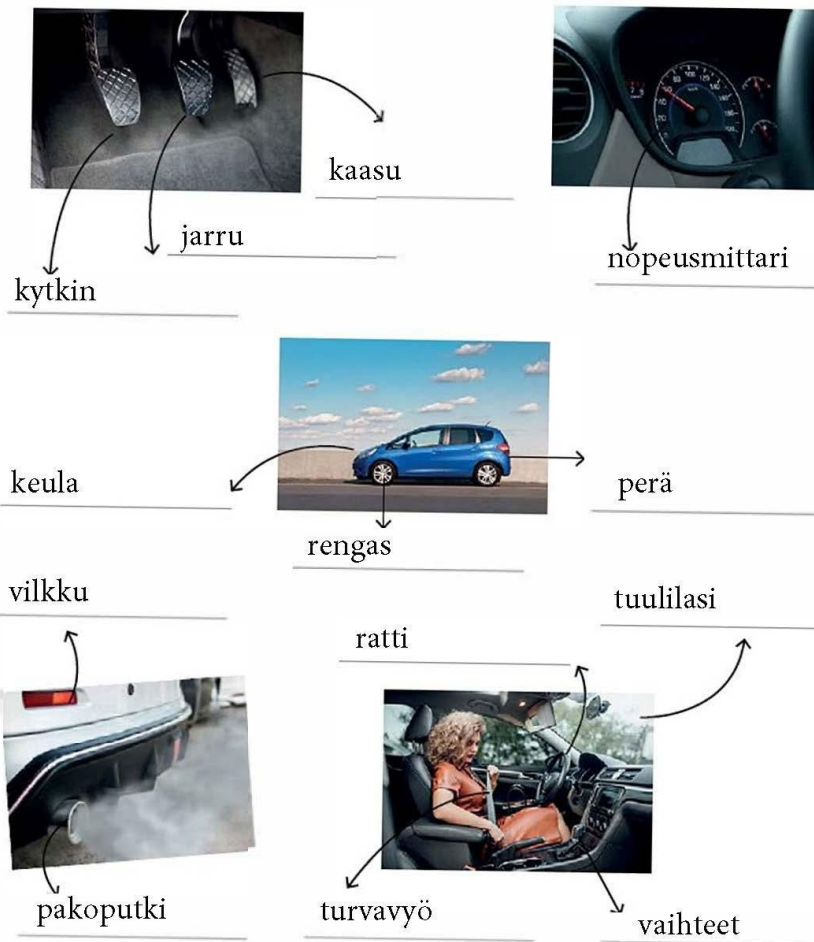 kaasu
jarru
nopeusmittari
kytkin
keula
perä
rengas
vilkku
tuulilasi
ratti
pakoputki
turvavyö
vaihteet